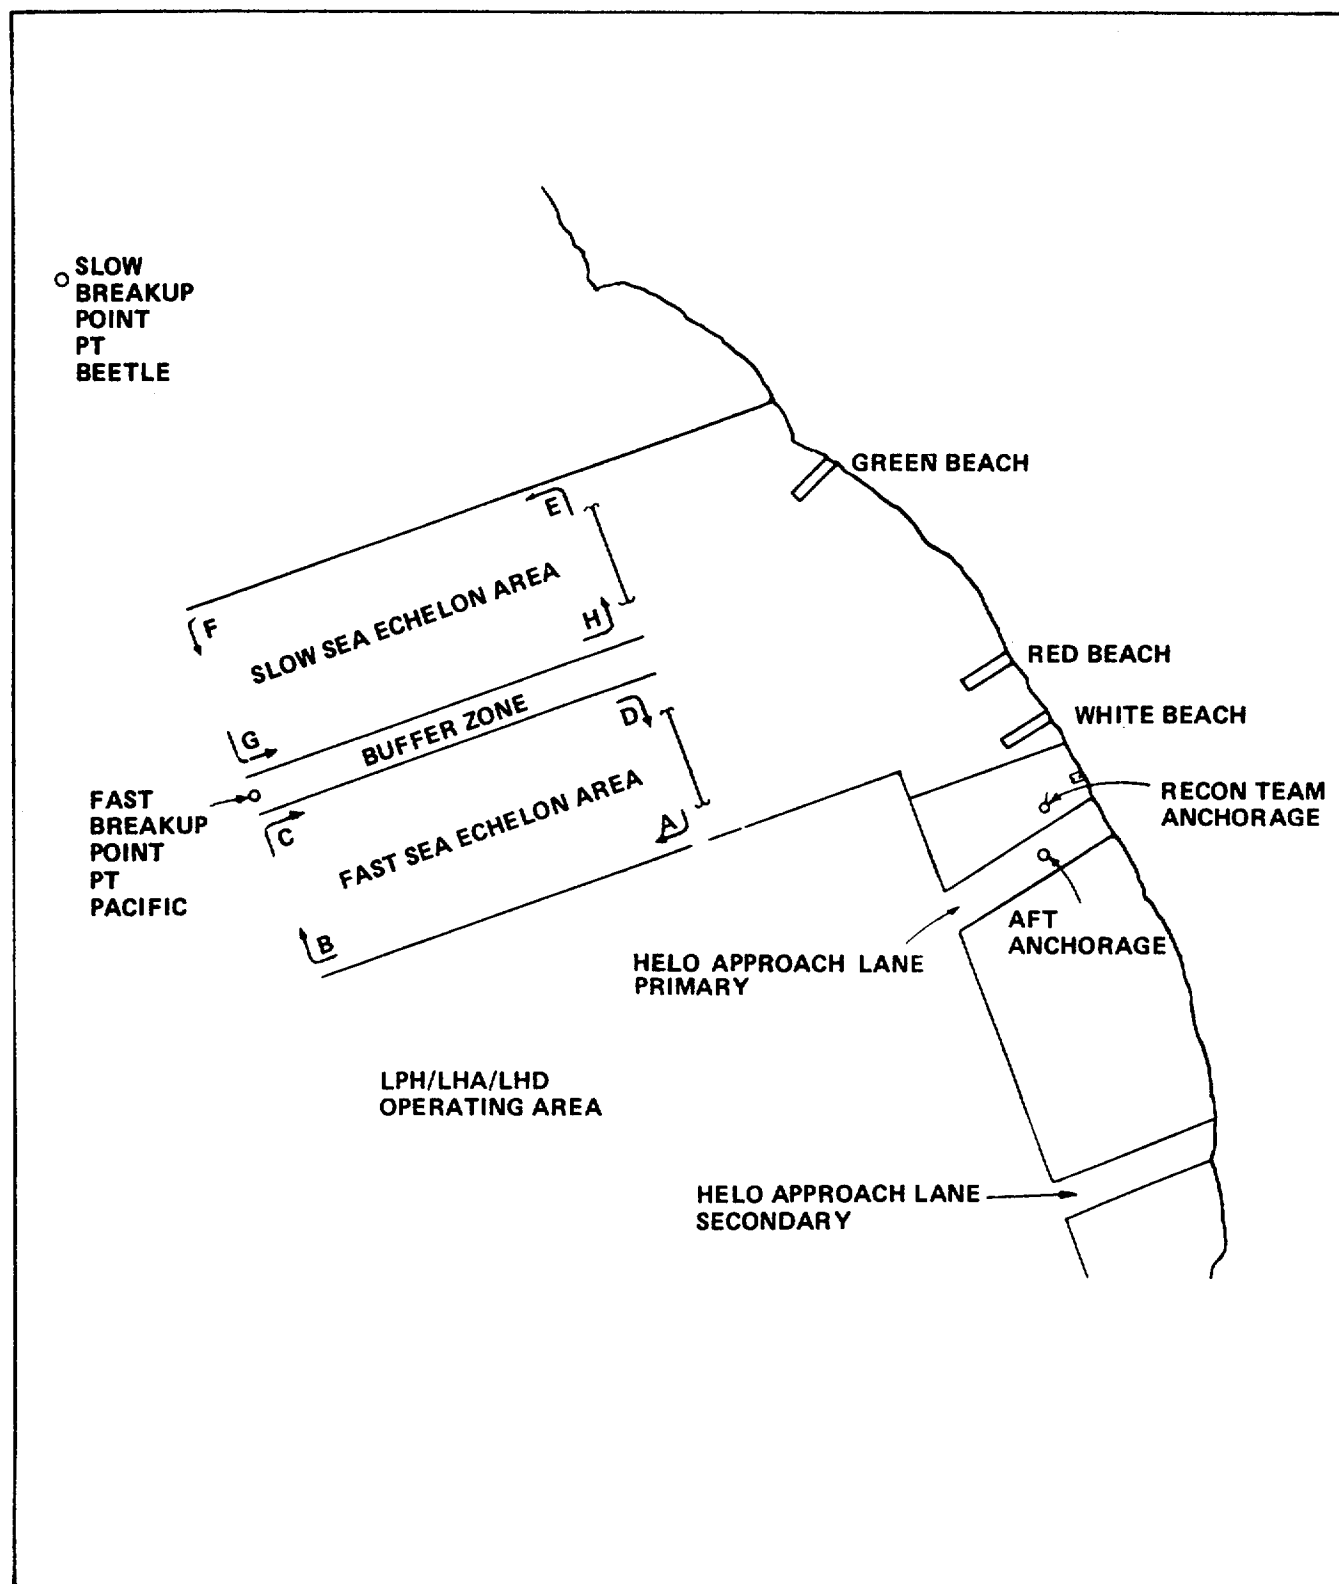 SLOW
BREAKUP
POINT
PT
BEETLE
GREEN BEACH
E
SLOW SEA ECHELON AREA
F
H
RED BEACH
G
BUFFER ZONE
D
WHITE BEACH
FAST
BREAKUP
POINT
PT
PACIFIC
C
FAST SEA ECHELON AREA
A
RECON TEAM
ANCHORAGE
B
AFT
ANCHORAGE
HELO APPROACH LANE
PRIMARY
LPH/LHA/LHD
OPERATING AREA
HELO APPROACH LANE
SECONDARY